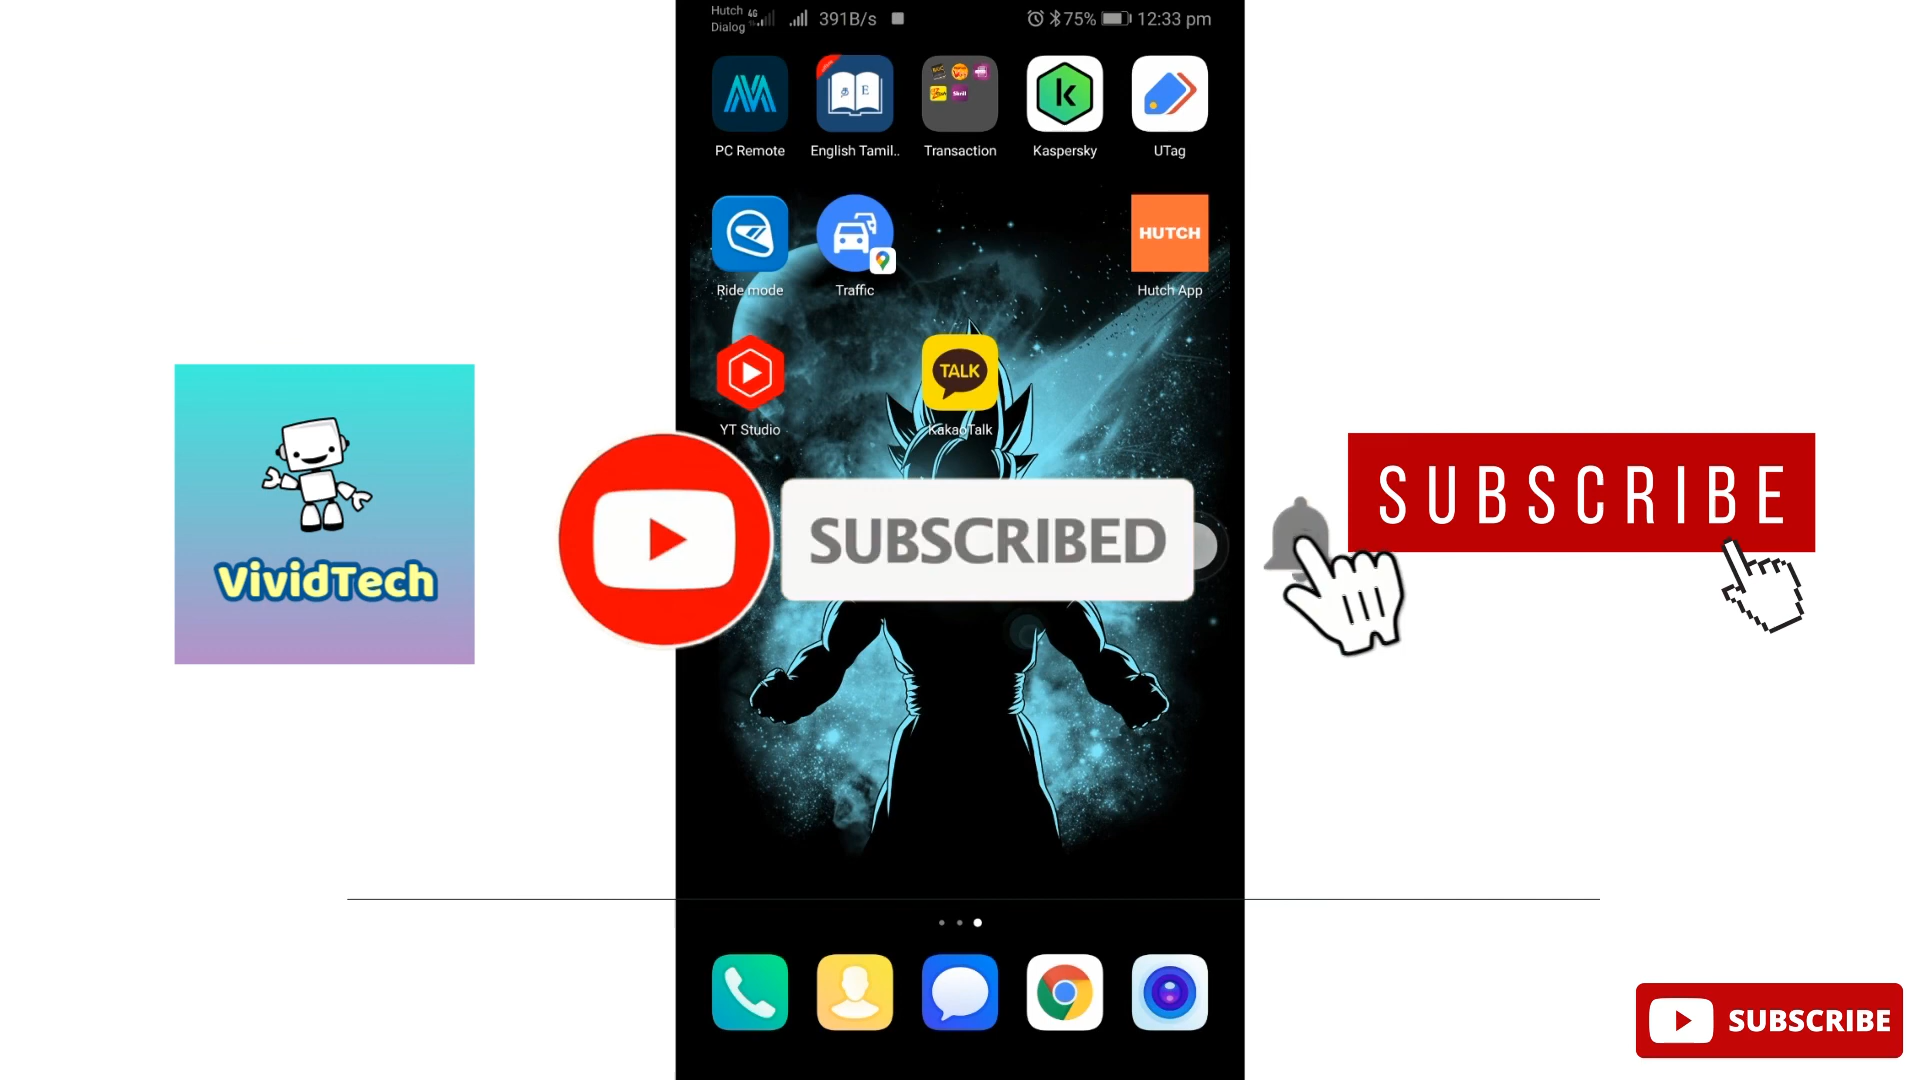 Hutch 4G
Dialog
391B/s
75%
12:33 pm
PC Remote
E
English Tamil..
Skrill
Transaction
k
Kaspersky
UTag
Ride mode
Traffic
HUTCH
Hutch App
YT Studio
TALK
KakaoTalk
VividTech
SUBSCRIBED
SUBSCRIBE
SUBSCRIBE